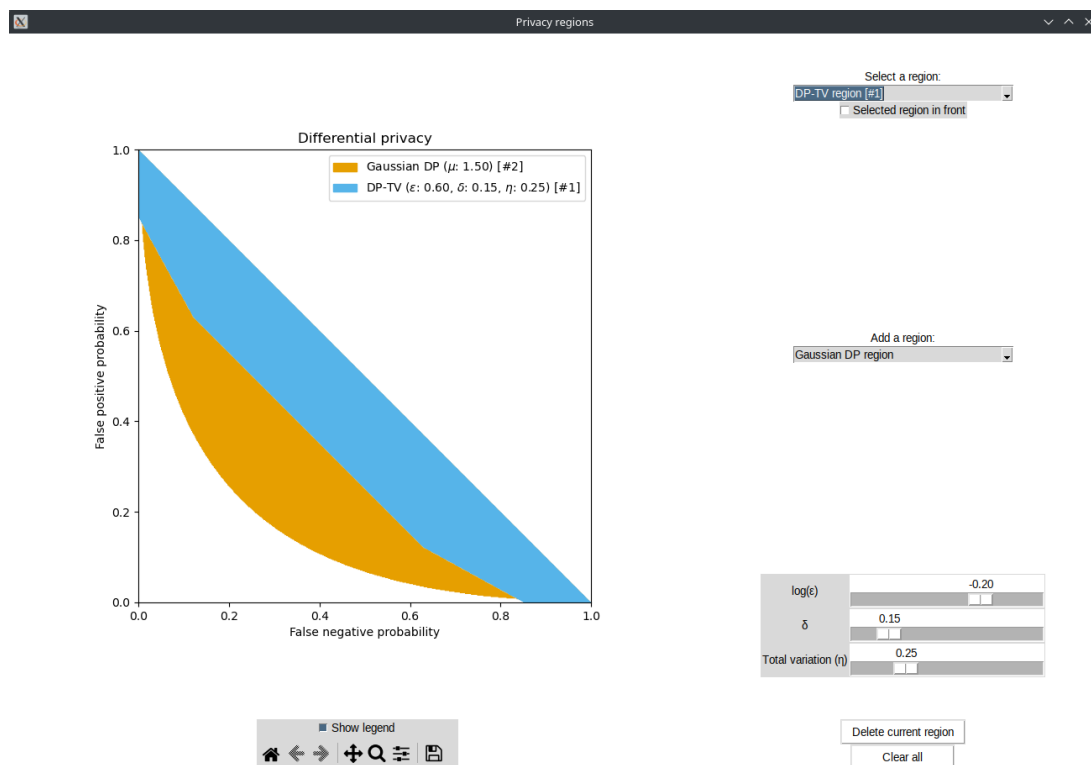 Privacy regions
Select a region:
DP-TV region [#1]
Selected region in front
Differential privacy
Gaussian DP (μ: 1.50) [#2]
DP-TV (ε: 0.60, δ: 0.15, η: 0.25) [#1]
1.0
0.8
0.6
0.4
0.2
0.0
False positive probability
0.0 0.2 0.4 0.6 0.8 1.0
False negative probability
Add a region:
Gaussian DP region
log(ε) -0.20
δ 0.15
Total variation (η) 0.25
Show legend
Delete current region
Clear all